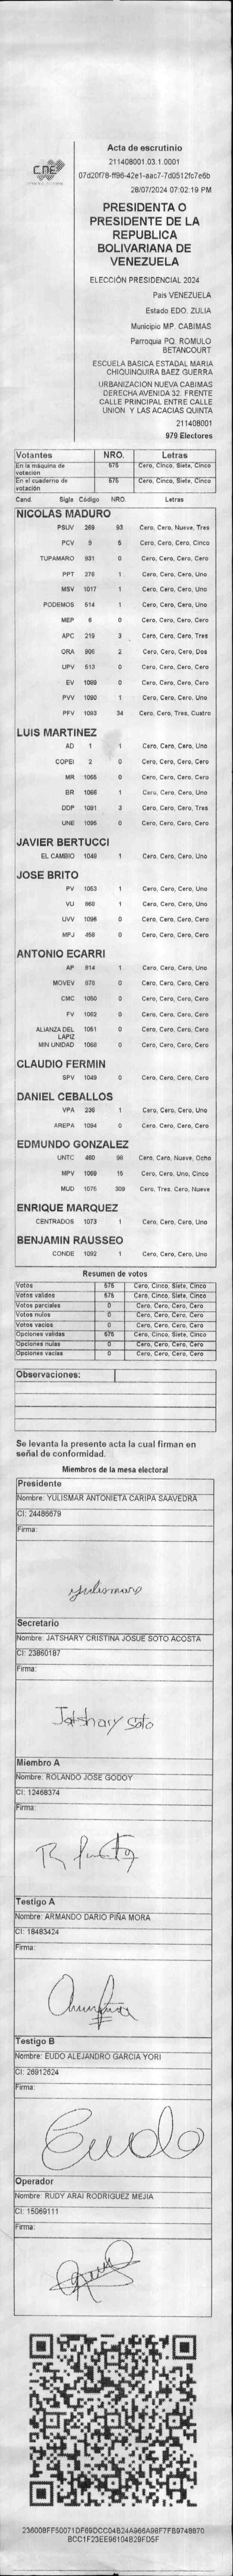 CNE
Acta de escrutinio
211408001.03.1.0001
07d20f78-ff96-42e1-aac7-7d0512fc7e6b
28/07/2024 07:02:19 PM
PRESIDENTA O
PRESIDENTE DE LA
REPUBLICA
BOLIVARIANA DE
VENEZUELA
ELECCIÓN PRESIDENCIAL 2024
País VENEZUELA
Estado EDO. ZULIA
Municipio MP. CABIMAS
Parroquia PQ. ROMULO
BETANCOURT
ESCUELA BASICA ESTADAL MARIA
CHIQUINQUIRA BAEZ GUERRA
URBANIZACION NUEVA CABIMAS
DERECHA AVENIDA 32. FRENTE
CALLE PRINCIPAL ENTRE CALLE
UNION Y LAS ACACIAS QUINTA
211408001
979 Electores
Votantes NRO. Letras
En la máquina de votación 575 Cero, Cinco, Siete, Cinco
En el cuaderno de votación 575 Cero, Cinco, Siete, Cinco
Cand. Sigla Código NRO. Letras
NICOLAS MADURO
PSUV 269 93 Cero, Cero, Nueve, Tres
PCV 9 5 Cero, Cero, Cero, Cinco
TUPAMARO 931 0 Cero, Cero, Cero, Cero
PPT 276 1 Cero, Cero, Cero, Uno
MSV 1017 1 Cero, Cero, Cero, Uno
PODEMOS 514 1 Cero, Cero, Cero, Uno
MEP 6 0 Cero, Cero, Cero, Cero
APC 219 3 Cero, Cero, Cero, Tres
ORA 906 2 Cero, Cero, Cero, Dos
UPV 513 0 Cero, Cero, Cero, Cero
EV 1089 0 Cero, Cero, Cero, Cero
PVV 1090 1 Cero, Cero, Cero, Uno
PFV 1093 34 Cero, Cero, Tres, Cuatro
LUIS MARTINEZ
AD 1 1 Cero, Cero, Cero, Uno
COPEI 2 0 Cero, Cero, Cero, Cero
MR 1055 0 Cero, Cero, Cero, Cero
BR 1066 1 Cero, Cero, Cero, Uno
DDP 1091 3 Cero, Cero, Cero, Tres
UNE 1095 0 Cero, Cero, Cero, Cero
JAVIER BERTUCCI
EL CAMBIO 1048 1 Cero, Cero, Cero, Uno
JOSE BRITO
PV 1053 1 Cero, Cero, Cero, Uno
VU 968 1 Cero, Cero, Cero, Uno
UVV 1096 0 Cero, Cero, Cero, Cero
MPJ 458 0 Cero, Cero, Cero, Cero
ANTONIO ECARRI
AP 914 1 Cero, Cero, Cero, Uno
MOVEV 978 0 Cero, Cero, Cero, Cero
CMC 1050 0 Cero, Cero, Cero, Cero
FV 1062 0 Cero, Cero, Cero, Cero
ALIANZA DEL LAPIZ 1051 0 Cero, Cero, Cero, Cero
MIN UNIDAD 1068 0 Cero, Cero, Cero, Cero
CLAUDIO FERMIN
SPV 1049 0 Cero, Cero, Cero, Cero
DANIEL CEBALLOS
VPA 236 1 Cero, Cero, Cero, Uno
AREPA 1094 0 Cero, Cero, Cero, Cero
EDMUNDO GONZALEZ
UNTC 460 98 Cero, Cero, Nueve, Ocho
MPV 1069 15 Cero, Cero, Uno, Cinco
MUD 1075 309 Cero, Tres, Cero, Nueve
ENRIQUE MARQUEZ
CENTRADOS 1073 1 Cero, Cero, Cero, Uno
BENJAMIN RAUSSEO
CONDE 1092 1 Cero, Cero, Cero, Uno
Resumen de votos
Votos 575 Cero, Cinco, Siete, Cinco
Votos validos 575 Cero, Cinco, Siete, Cinco
Votos parciales 0 Cero, Cero, Cero, Cero
Votos nulos 0 Cero, Cero, Cero, Cero
Votos vacios 0 Cero, Cero, Cero, Cero
Opciones validas 575 Cero, Cinco, Siete, Cinco
Opciones nulas 0 Cero, Cero, Cero, Cero
Opciones vacias 0 Cero, Cero, Cero, Cero
Observaciones:
Se levanta la presente acta la cual firman en
señal de conformidad.
Miembros de la mesa electoral
Presidente
Nombre: YULISMAR ANTONIETA CARIPA SAAVEDRA
CI: 24486679
Firma:
Yulismar
Secretario
Nombre: JATSHARY CRISTINA JOSUE SOTO ACOSTA
CI: 23860187
Firma:
Jatshary Soto
Miembro A
Nombre: ROLANDO JOSE GODOY
CI: 12468374
Firma:
Testigo A
Nombre: ARMANDO DARIO PIÑA MORA
CI: 18483424
Firma:
Testigo B
Nombre: EUDO ALEJANDRO GARCIA YORI
CI: 26912624
Firma:
Eudo
Operador
Nombre: RUDY ARAI RODRIGUEZ MEJIA
CI: 15069111
Firma:
236008FF50071DF69DCC04B24A966A96F7FB9748870
BCC1F23EE96104B29FD5F